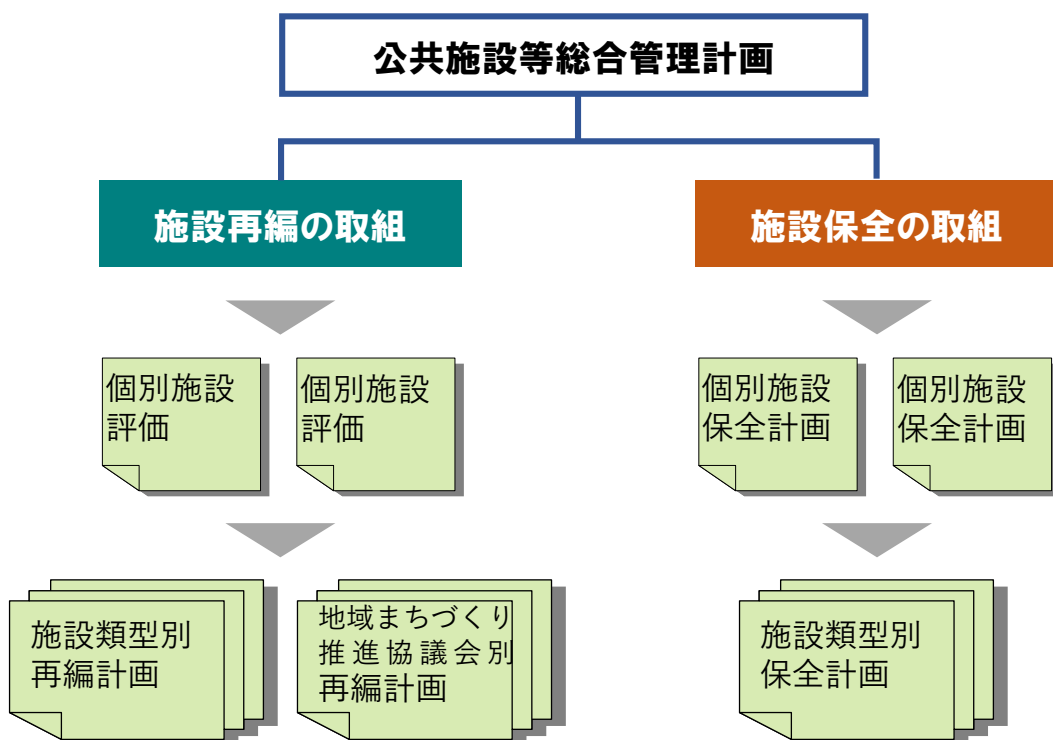 公共施設等総合管理計画
施設再編の取組
施設保全の取組
個別施設
評価
個別施設
評価
個別施設
保全計画
個別施設
保全計画
施設類型別
再編計画
地域まちづくり
推進協議会別
再編計画
施設類型別
保全計画